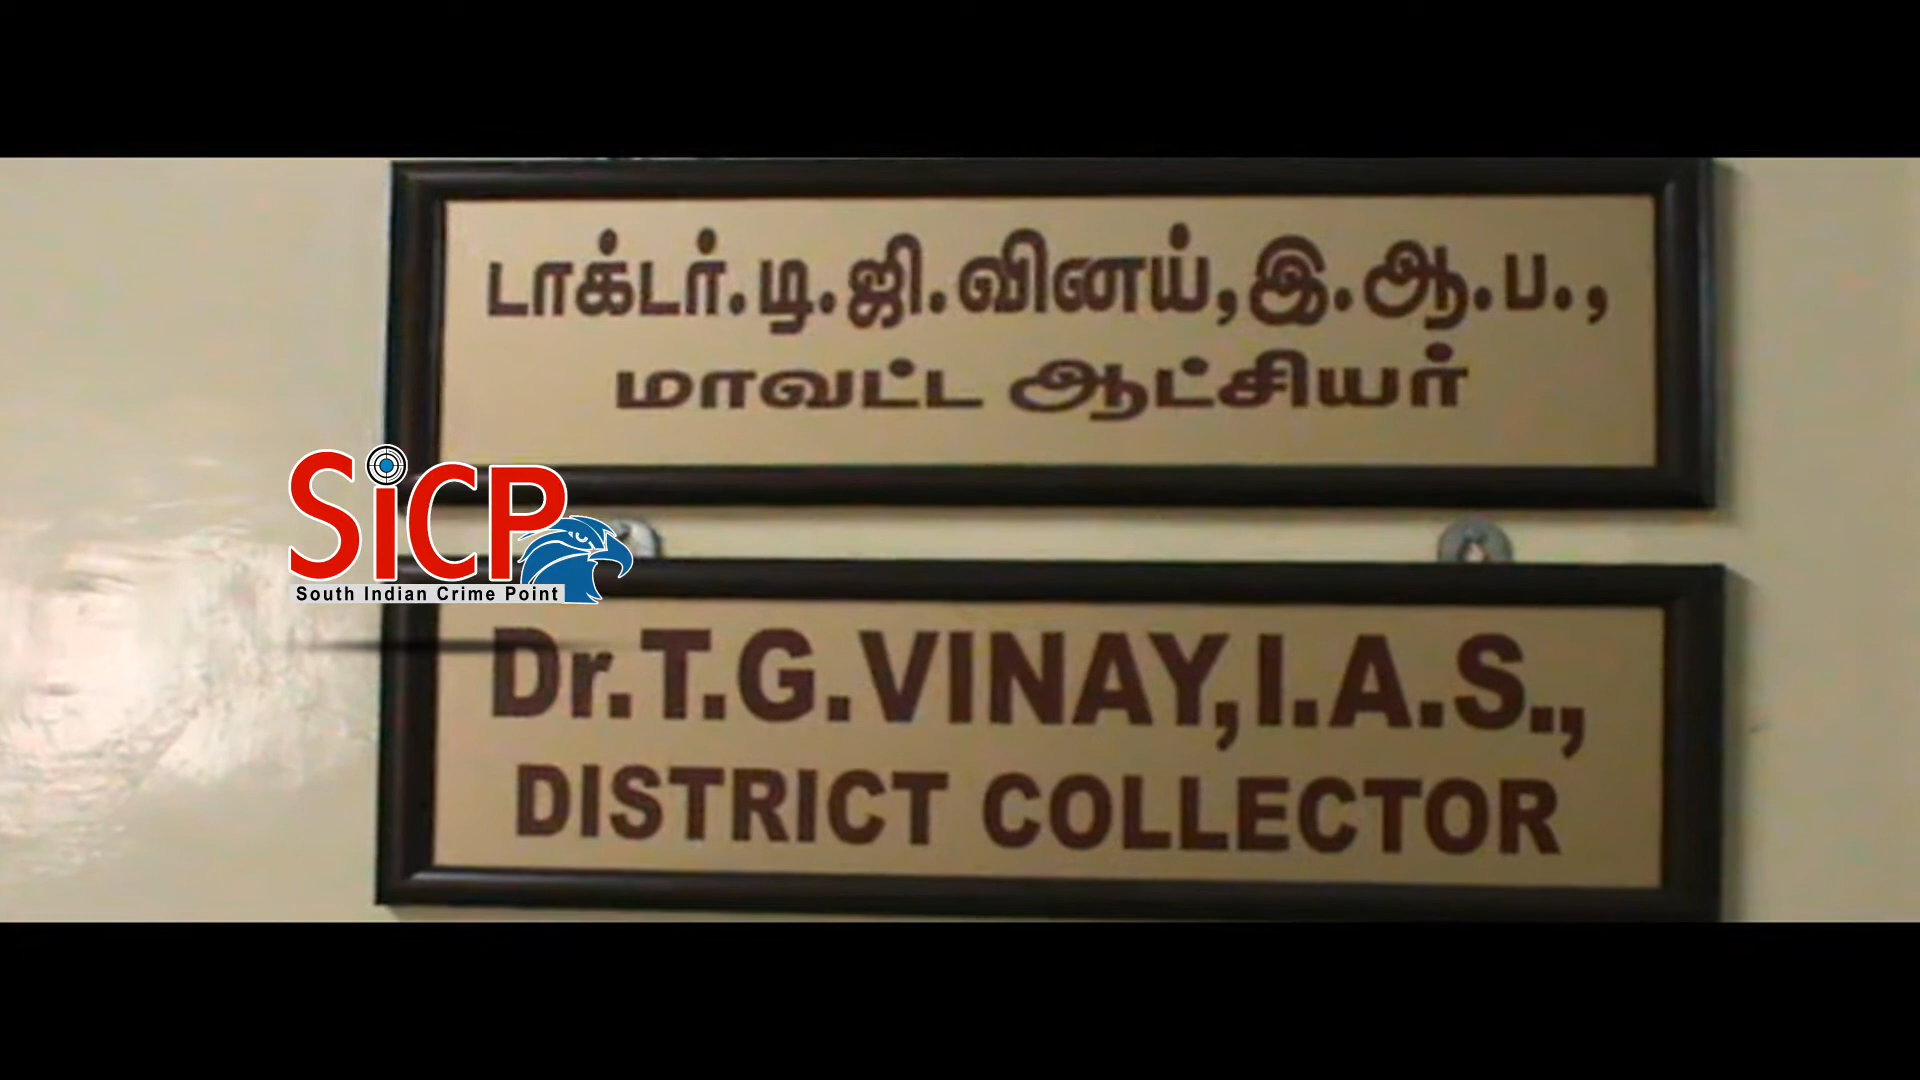 டாக்டர்.டி.ஜி.வினய்,இ.ஆ.ப.,
மாவட்ட ஆட்சியர்
SiCP
South Indian Crime Point
Dr.T.G.VINAY,I.A.S.,
DISTRICT COLLECTOR